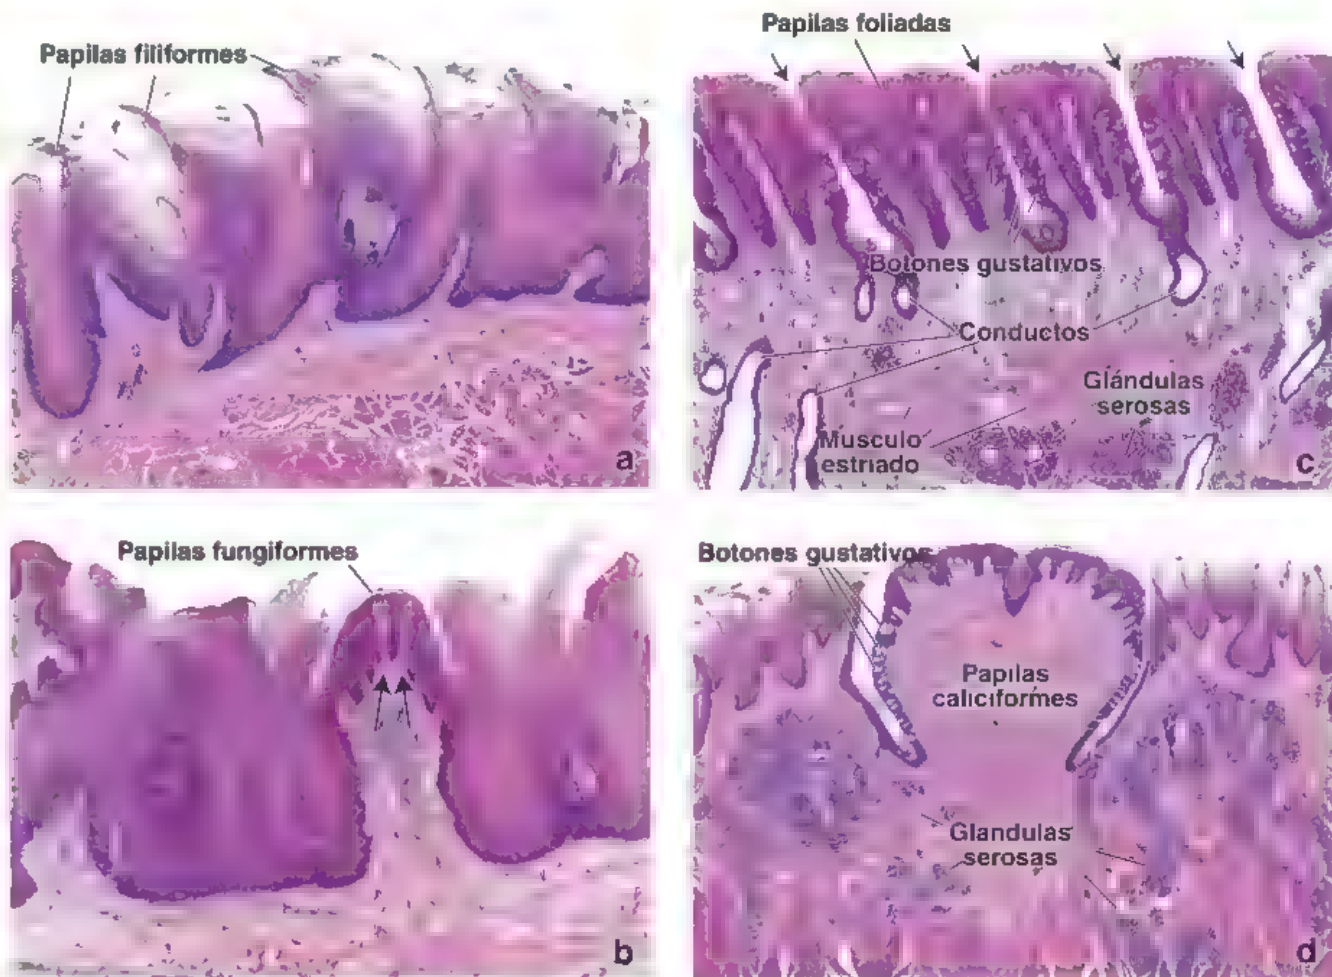 Papilas filiformes
a
Papilas foliadas
Botones gustativos
Conductos
Glándulas
serosas
Musculo
estriado
c
Papilas fungiformes
b
Botones gustativos
Papilas
caliciformes
Glandulas
serosas
d